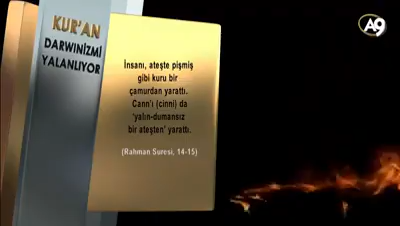 KUR'AN
DARWINİZMİ
YALANLIYOR
İnsanı, ateşte pişmiş
gibi kuru bir
çamurdan yarattı.
Cann'ı (cinni) da
'yalın-dumansız
bir ateşten' yarattı.
(Rahman Suresi, 14-15)
A9